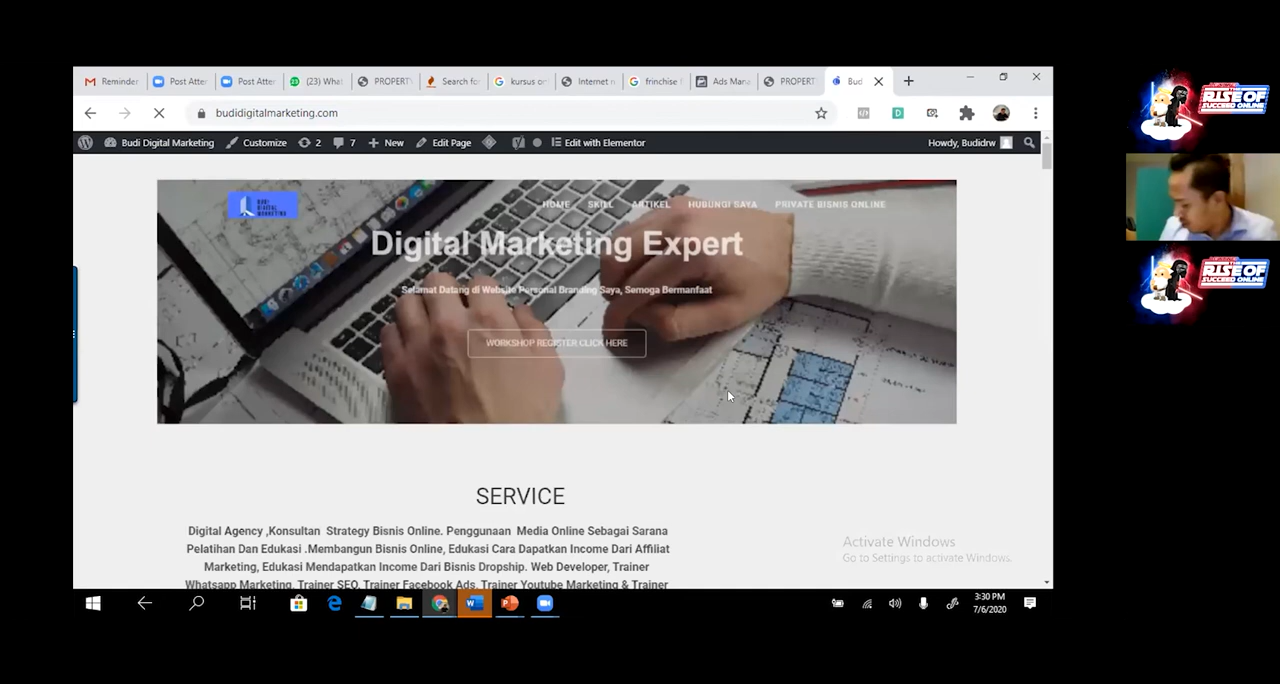 Reminder
Post Atten
Post Atten
(23) What
PROPERTY
Search fo
kursus on
Internet n
frinchise
Ads Mana
PROPERT
Bud
budidigitalmarketing.com
Budi Digital Marketing
Customize
2
7
New
Edit Page
Edit with Elementor
Howdy, Budidrw
BUDI
DIGITAL
MARKETING
HOME SKILL ARTIKEL HUBUNGI SAYA PRIVATE BISNIS ONLINE
Digital Marketing Expert
Selamat Datang di Website Personal Branding Saya, Semoga Bermanfaat
WORKSHOP REGISTER CLICK HERE
SERVICE
Digital Agency ,Konsultan Strategy Bisnis Online. Penggunaan Media Online Sebagai Sarana
Pelatihan Dan Edukasi .Membangun Bisnis Online, Edukasi Cara Dapatkan Income Dari Affiliat
Marketing, Edukasi Mendapatkan Income Dari Bisnis Dropship. Web Developer, Trainer
Whatsapp Marketing, Trainer SEO, Trainer Facebook Ads, Trainer Youtube Marketing & Trainer
Activate Windows
Go to Settings to activate Windows.
3:30 PM
7/6/2020
RISE OF
SUCCEED ONLINE
RISE OF
SUCCEED ONLINE